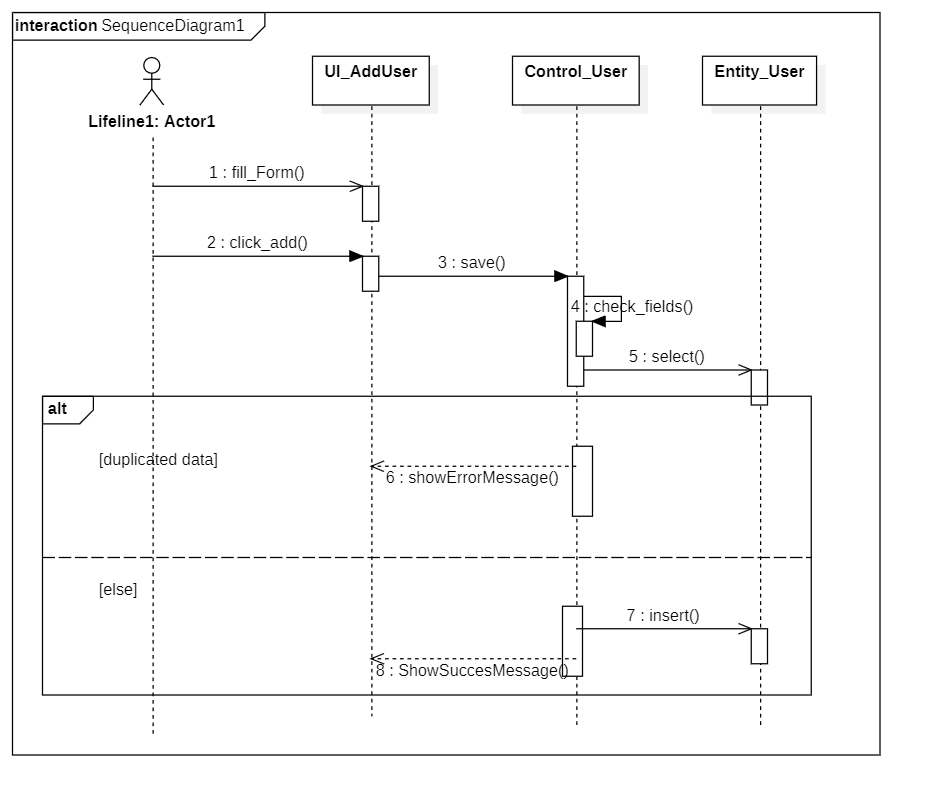 interaction SequenceDiagram1
UI_AddUser
Control_User
Entity_User
Lifeline1: Actor1
1 : fill_Form()
2 : click_add()
3 : save()
4 : check_fields()
5 : select()
alt
[duplicated data]
6 : showErrorMessage()
[else]
7 : insert()
8 : ShowSuccesMessage()